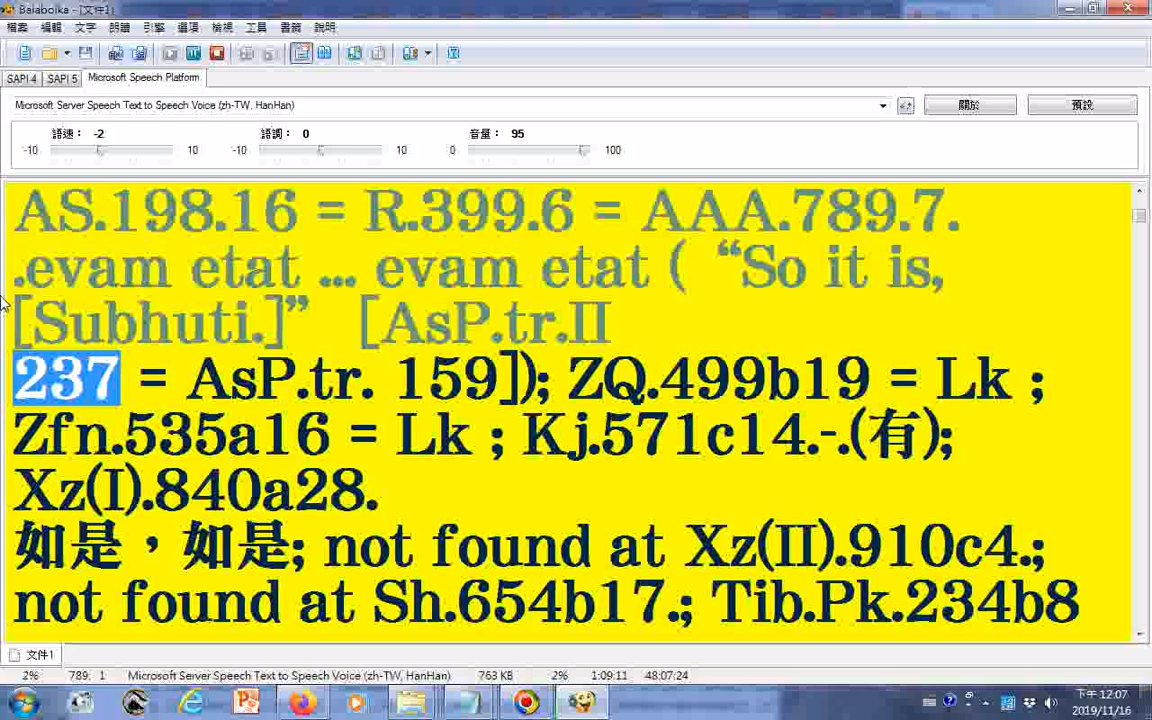 Balabolka - [文件1]
檔案 編輯 文字 朗讀 引擎 選項 檢視 工具 書籤 說明
SAPI 4 SAPI 5 Microsoft Speech Platform
Microsoft Server Speech Text to Speech Voice (zh-TW, HanHan) 關於 預設
語速： -2 語調： 0 音量： 95
-10 10 -10 10 0 100
AS.198.16 = R.399.6 = AAA.789.7.
.evam etat ... evam etat ( “So it is,
[Subhuti.]” [AsP.tr.II
237 = AsP.tr. 159]); ZQ.499b19 = Lk ;
Zfn.535a16 = Lk ; Kj.571c14.-.(有);
Xz(I).840a28.
如是，如是; not found at Xz(II).910c4.;
not found at Sh.654b17.; Tib.Pk.234b8
文件1
2% 789: 1 Microsoft Server Speech Text to Speech Voice (zh-TW, HanHan) 763 KB 2% 1:09:11 48:07:24
下午 12:07
2019/11/16